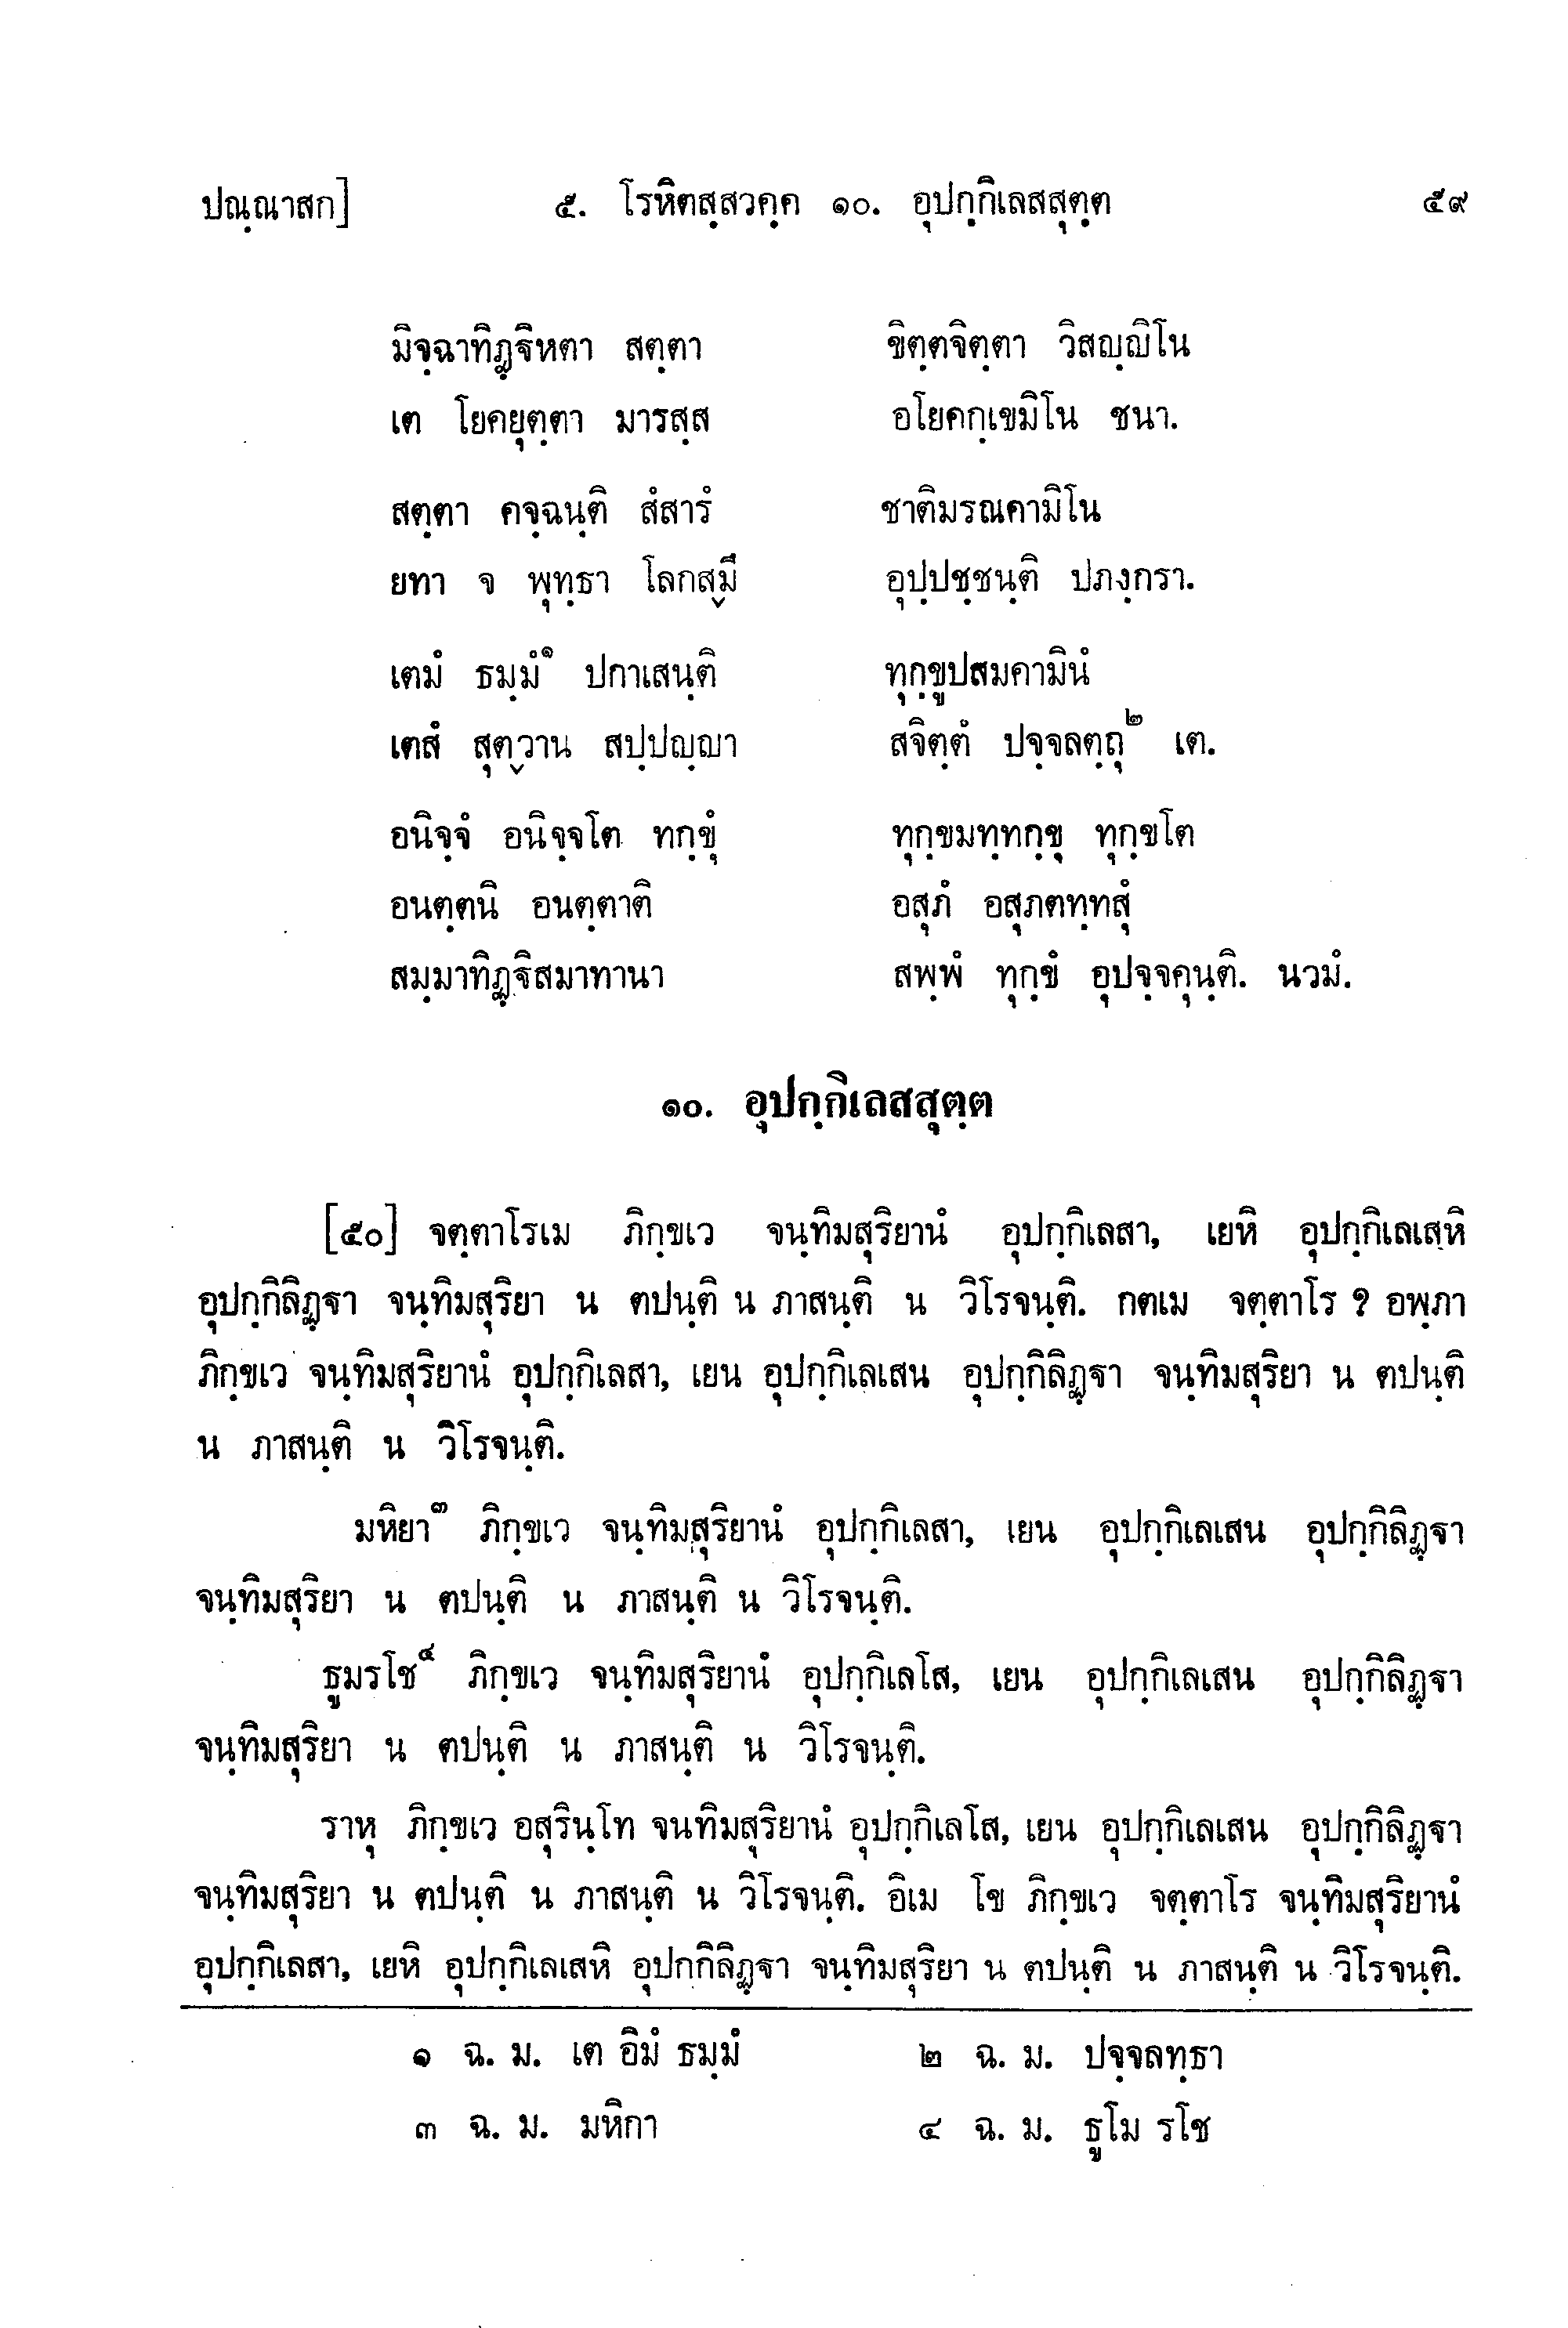 ปณฺณาสก] ๕. โรหิตสฺสวคฺค ๑๐. อุปกฺกิเลสสุตฺต ๕๙
มิจฺฉาทิฏฺฐิหตา สตฺตา ขิตฺตจิตฺตา วิสญฺญิโน
เต โยคยุตฺตา มารสฺส อโยคกฺเขมิโน ชนา.
สตฺตา คจฺฉนฺติ สํสารํ ชาติมรณคามิโน
ยทา จ พุทฺธา โลกสฺมึ อุปฺปชฺชนฺติ ปภงฺกรา.
เตมํ ธมฺมํ๑ ปกาเสนฺติ ทุกฺขูปสมคามินํ
เตสํ สุตฺวาน สปฺปญฺญา สจิตฺตํ ปจฺจลตฺถุ๒ เต.
อนิจฺจํ อนิจฺจโต ทกฺขุํ ทุกฺขมทฺทกฺขุ ทุกฺขโต
อนตฺตนิ อนตฺตาติ อสุภํ อสุภตทฺทสุํ
สมฺมาทิฏฺฐิสมาทานา สพฺพํ ทุกฺขํ อุปจฺจคุนฺติ. นวมํ.
๑๐. อุปกฺกิเลสสุตฺต
[๕๐] จตฺตาโรเม ภิกฺขเว จนฺทิมสุริยานํ อุปกฺกิเลสา, เยหิ อุปกฺกิเลเสหิ
อุปกฺกิลิฏฺฐา จนฺทิมสุริยา น ตปนฺติ น ภาสนฺติ น วิโรจนฺติ. กตเม จตฺตาโร ? อพฺภา
ภิกฺขเว จนฺทิมสุริยานํ อุปกฺกิเลสา, เยน อุปกฺกิเลเสน อุปกฺกิลิฏฺฐา จนฺทิมสุริยา น ตปนฺติ
น ภาสนฺติ น วิโรจนฺติ.
มหิยา๓ ภิกฺขเว จนฺทิมสุริยานํ อุปกฺกิเลสา, เยน อุปกฺกิเลเสน อุปกฺกิลิฏฺฐา
จนฺทิมสุริยา น ตปนฺติ น ภาสนฺติ น วิโรจนฺติ.
ธูมรโช๔ ภิกฺขเว จนฺทิมสุริยานํ อุปกฺกิเลโส, เยน อุปกฺกิเลเสน อุปกฺกิลิฏฺฐา
จนฺทิมสุริยา น ตปนฺติ น ภาสนฺติ น วิโรจนฺติ.
ราหุ ภิกฺขเว อสุรินฺโท จนทิมสุริยานํ อุปกฺกิเลโส, เยน อุปกฺกิเลเสน อุปกฺกิลิฏฺฐา
จนฺทิมสุริยา น ตปนฺติ น ภาสนฺติ น วิโรจนฺติ. อิเม โข ภิกฺขเว จตฺตาโร จนฺทิมสุริยานํ
อุปกฺกิเลสา, เยหิ อุปกฺกิเลเสหิ อุปกกิลิฏฺฐา จนฺทิมสุริยา น ตปนฺติ น ภาสนฺติ น วิโรจนฺติ.
๑ ฉ. ม. เต อิมํ ธมฺมํ ๒ ฉ. ม. ปจฺจลทฺธา
๓ ฉ. ม. มหิกา ๔ ฉ. ม. ธูโม รโช